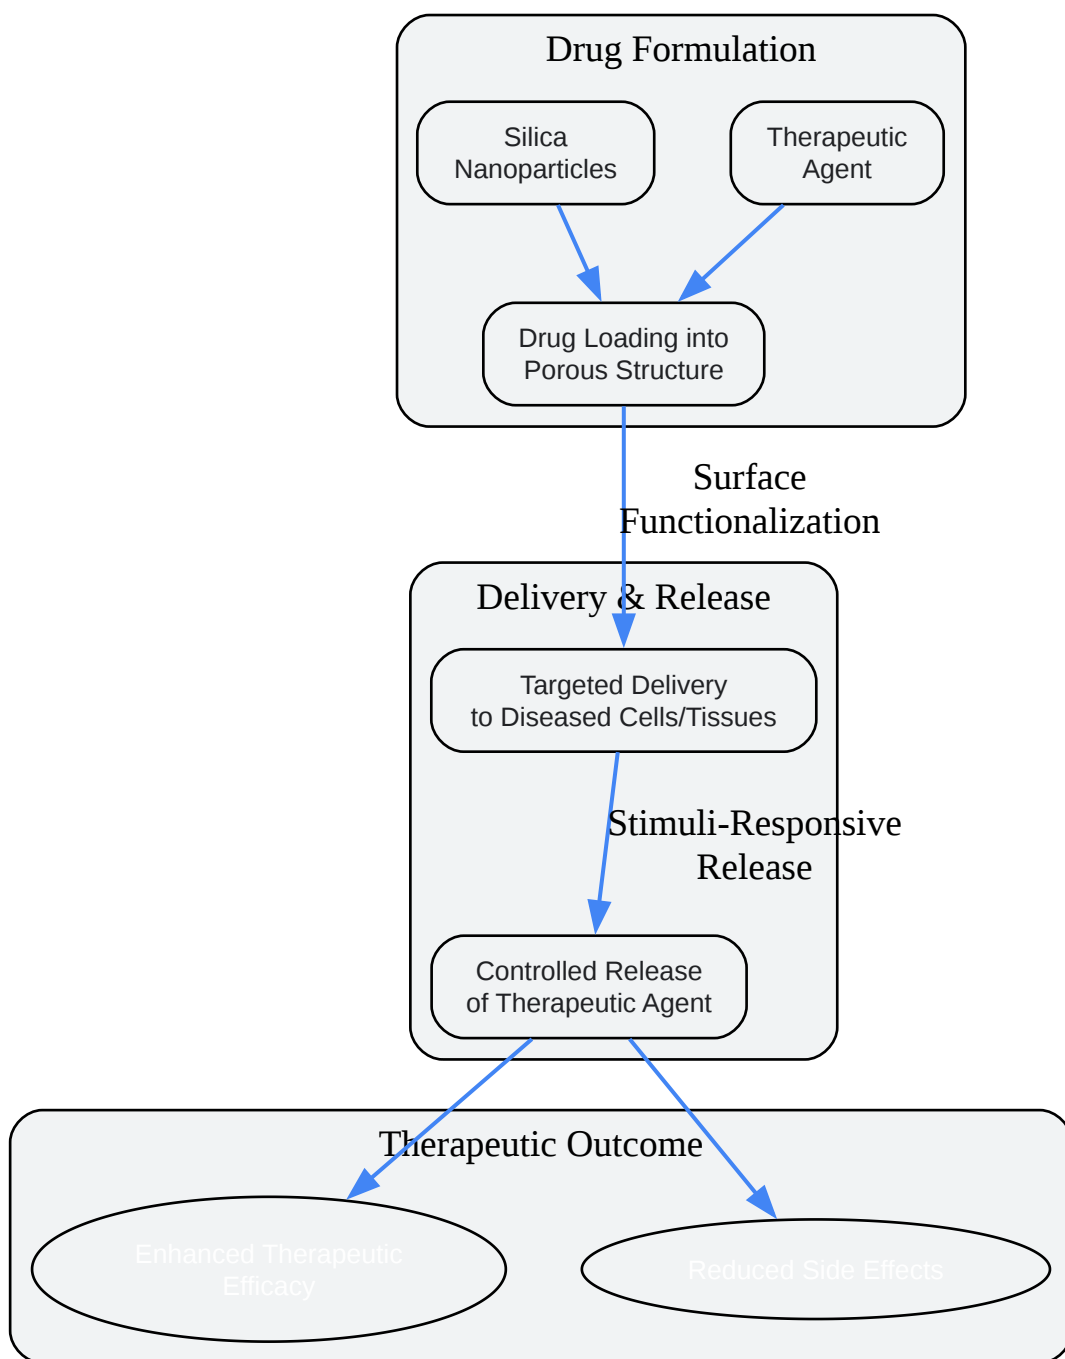 Drug Formulation
Silica
Nanoparticles
Therapeutic
Agent
Drug Loading into
Porous Structure
Surface
Functionalization
Delivery & Release
Targeted Delivery
to Diseased Cells/Tissues
Stimuli-Responsive
Release
Controlled Release
of Therapeutic Agent
Therapeutic Outcome
Enhanced Therapeutic
Efficacy
Reduced Side Effects